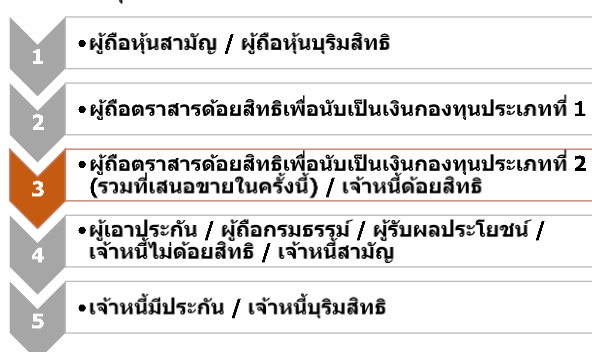 1
•ผู้ถือหุ้นสามัญ / ผู้ถือหุ้นบุริมสิทธิ
2
•ผู้ถือตราสารด้อยสิทธิเพื่อนับเป็นเงินกองทุนประเภทที่ 1
3
•ผู้ถือตราสารด้อยสิทธิเพื่อนับเป็นเงินกองทุนประเภทที่ 2
(รวมที่เสนอขายในครั้งนี้) / เจ้าหนี้ด้อยสิทธิ
4
•ผู้เอาประกัน / ผู้ถือกรมธรรม์ / ผู้รับผลประโยชน์ /
เจ้าหนี้ไม่ด้อยสิทธิ / เจ้าหนี้สามัญ
5
•เจ้าหนี้มีประกัน / เจ้าหนี้บุริมสิทธิ